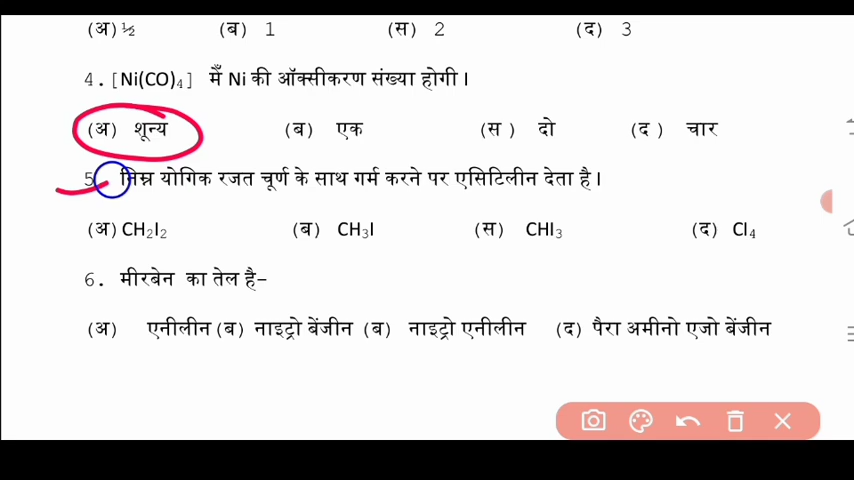 (अ) ½ (ब) 1 (स) 2 (द) 3
4. [Ni(CO)₄] में Ni की ऑक्सीकरण संख्या होगी।
(अ) शून्य (ब) एक (स ) दो (द ) चार
5 निम्न योगिक रजत चूर्ण के साथ गर्म करने पर एसिटिलीन देता है।
(अ) CH₂I₂ (ब) CH₃I (स) CHI₃ (द) CI₄
6. मीरबेन का तेल है-
(अ) एनीलीन (ब) नाइट्रो बेंजीन (ब) नाइट्रो एनीलीन (द) पैरा अमीनो एजो बेंजीन